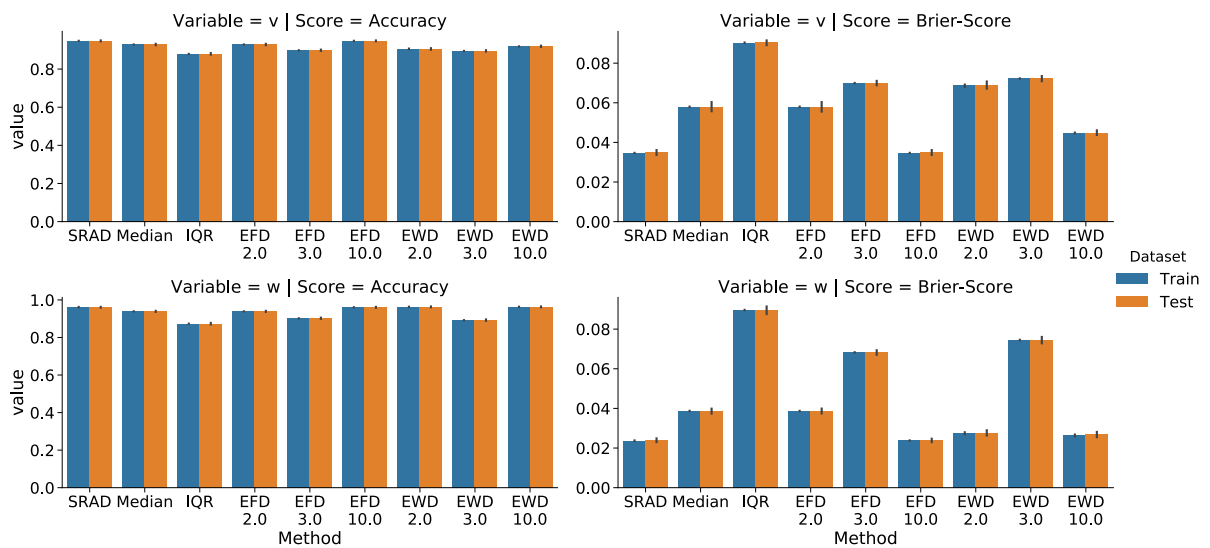 Variable = v | Score = Accuracy
value
0.8
0.6
0.4
0.2
0.0
SRAD Median IQR EFD EFD EFD EWD EWD EWD
2.0 3.0 10.0 2.0 3.0 10.0
Variable = v | Score = Brier-Score
0.08
0.06
0.04
0.02
0.00
SRAD Median IQR EFD EFD EFD EWD EWD EWD
2.0 3.0 10.0 2.0 3.0 10.0
Dataset
Train
Test
Variable = w | Score = Accuracy
value
1.0
0.8
0.6
0.4
0.2
0.0
SRAD Median IQR EFD EFD EFD EWD EWD EWD
2.0 3.0 10.0 2.0 3.0 10.0
Method
Variable = w | Score = Brier-Score
0.08
0.06
0.04
0.02
0.00
SRAD Median IQR EFD EFD EFD EWD EWD EWD
2.0 3.0 10.0 2.0 3.0 10.0
Method